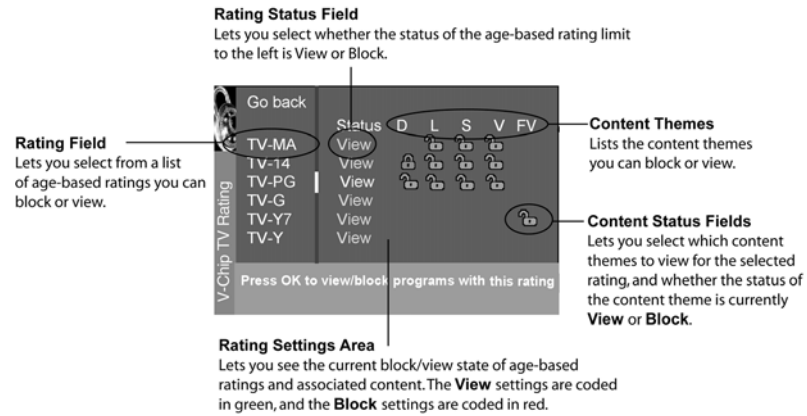 Rating Status Field
Lets you select whether the status of the age-based rating limit
to the left is View or Block.
Rating Field
Lets you select from a list
of age-based ratings you can
block or view.
V-Chip TV Rating
Go back
Status D L S V FV
TV-MA View
TV-14 View
TV-PG View
TV-G View
TV-Y7 View
TV-Y View
Press OK to view/block programs with this rating
Content Themes
Lists the content themes
you can block or view.
Content Status Fields
Lets you select which content
themes to view for the selected
rating, and whether the status of
the content theme is currently
View or Block.
Rating Settings Area
Lets you see the current block/view state of age-based
ratings and associated content. The View settings are coded
in green, and the Block settings are coded in red.